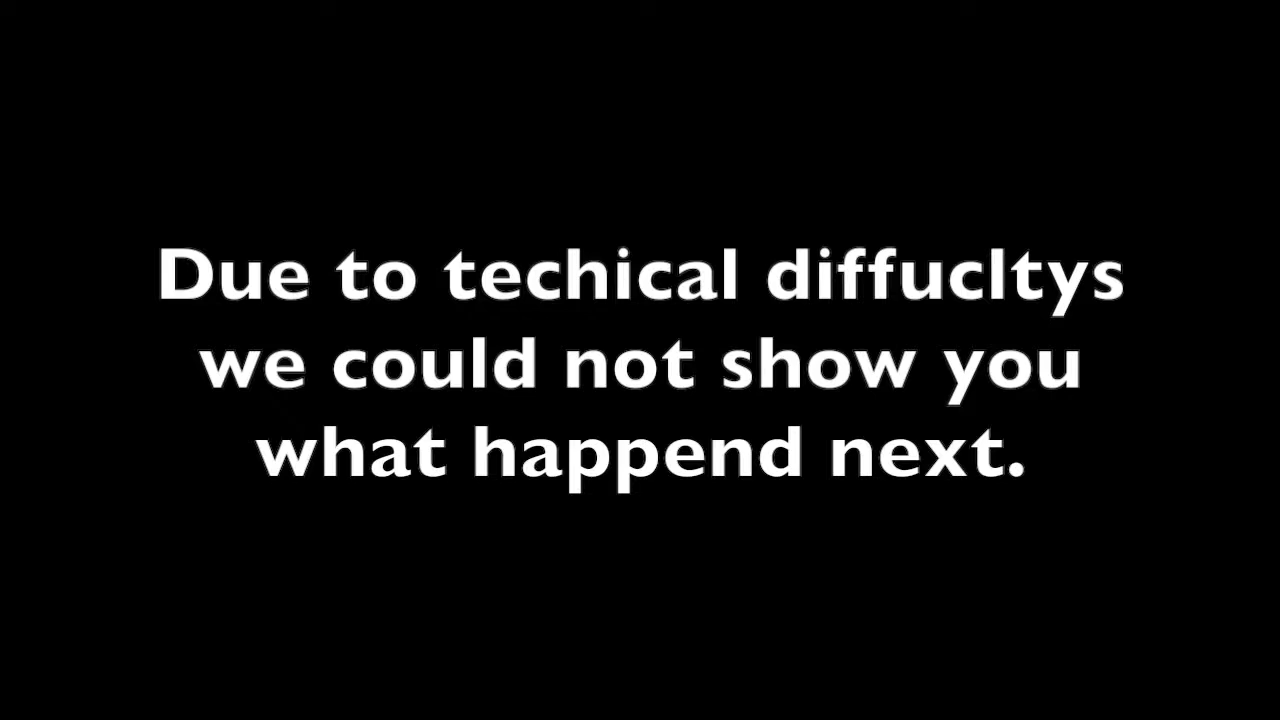 Due to techical diffucltys
we could not show you
what happend next.